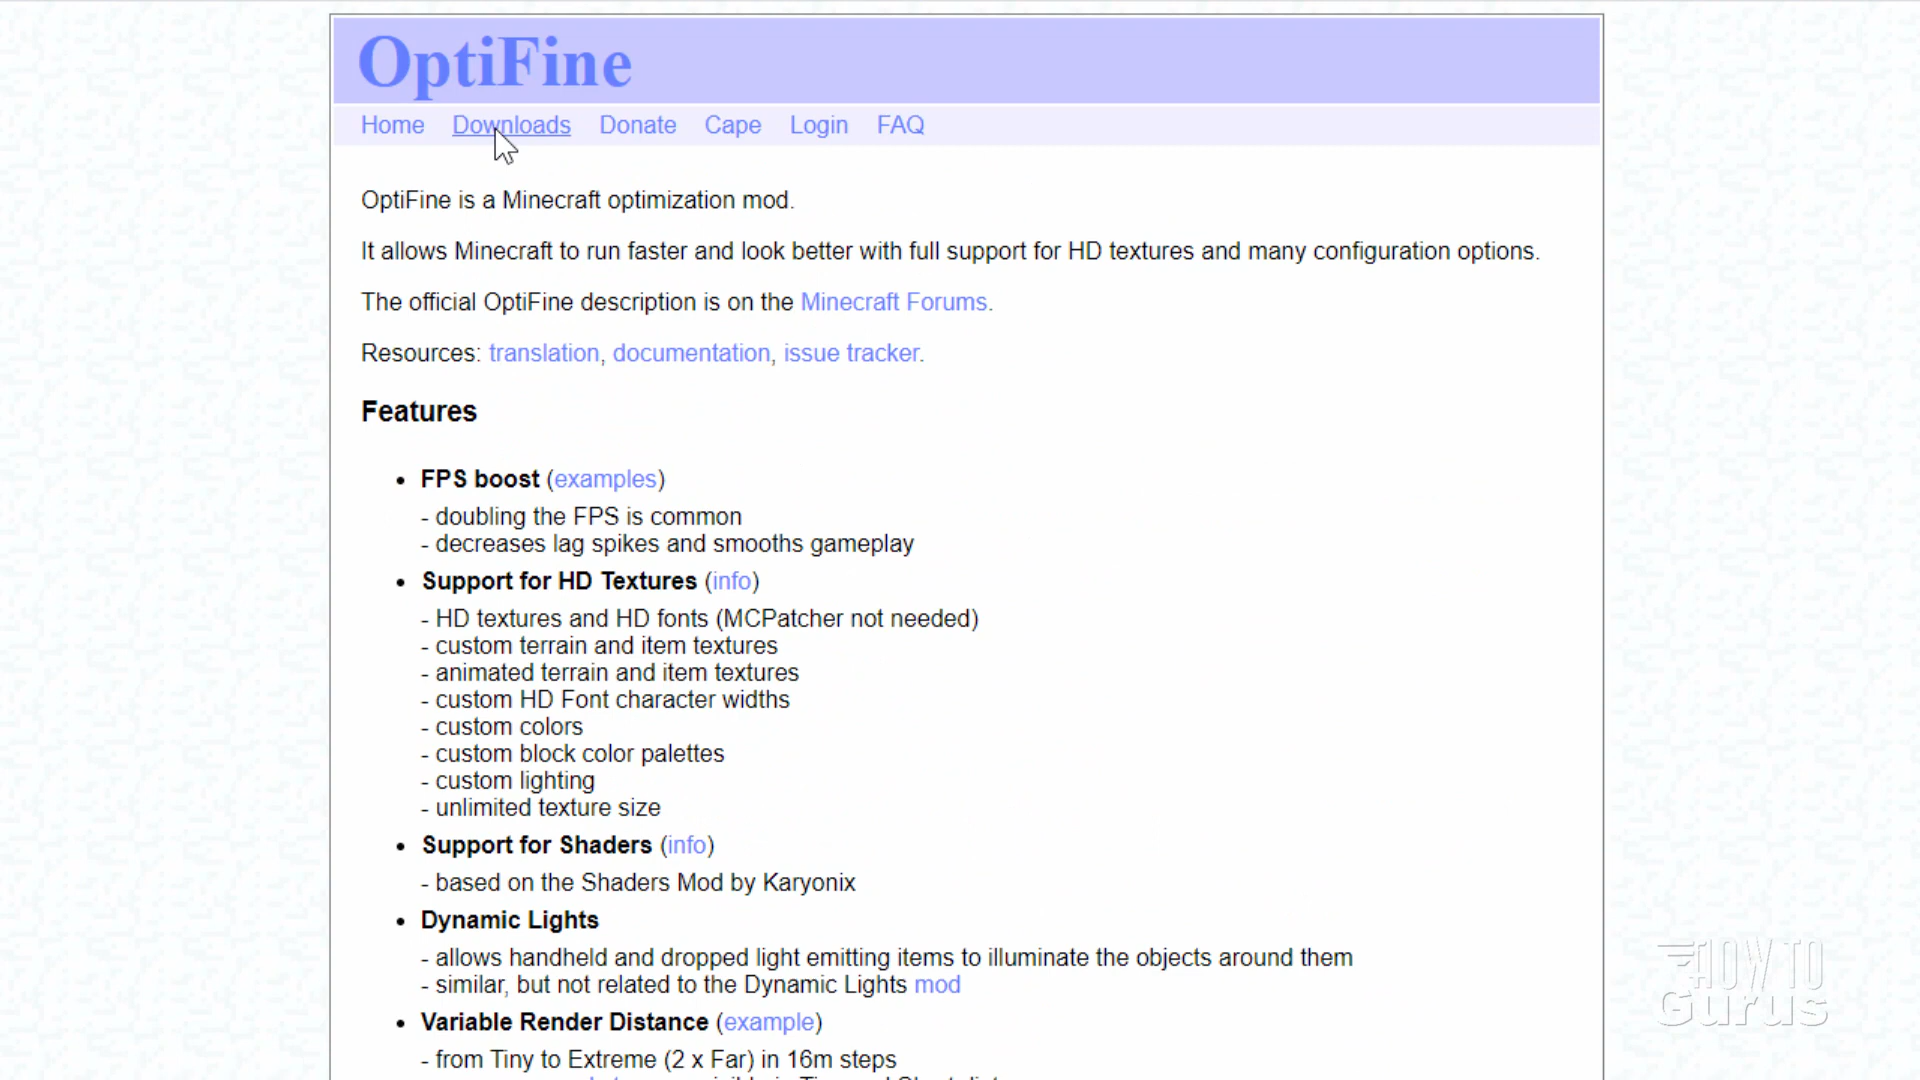 OptiFine
Home Downloads Donate Cape Login FAQ
OptiFine is a Minecraft optimization mod.
It allows Minecraft to run faster and look better with full support for HD textures and many configuration options.
The official OptiFine description is on the Minecraft Forums.
Resources: translation, documentation, issue tracker.
Features
• FPS boost (examples)
- doubling the FPS is common
- decreases lag spikes and smooths gameplay
• Support for HD Textures (info)
- HD textures and HD fonts (MCPatcher not needed)
- custom terrain and item textures
- animated terrain and item textures
- custom HD Font character widths
- custom colors
- custom block color palettes
- custom lighting
- unlimited texture size
• Support for Shaders (info)
- based on the Shaders Mod by Karyonix
• Dynamic Lights
- allows handheld and dropped light emitting items to illuminate the objects around them
- similar, but not related to the Dynamic Lights mod
• Variable Render Distance (example)
- from Tiny to Extreme (2 x Far) in 16m steps
HOW TO
Gurus